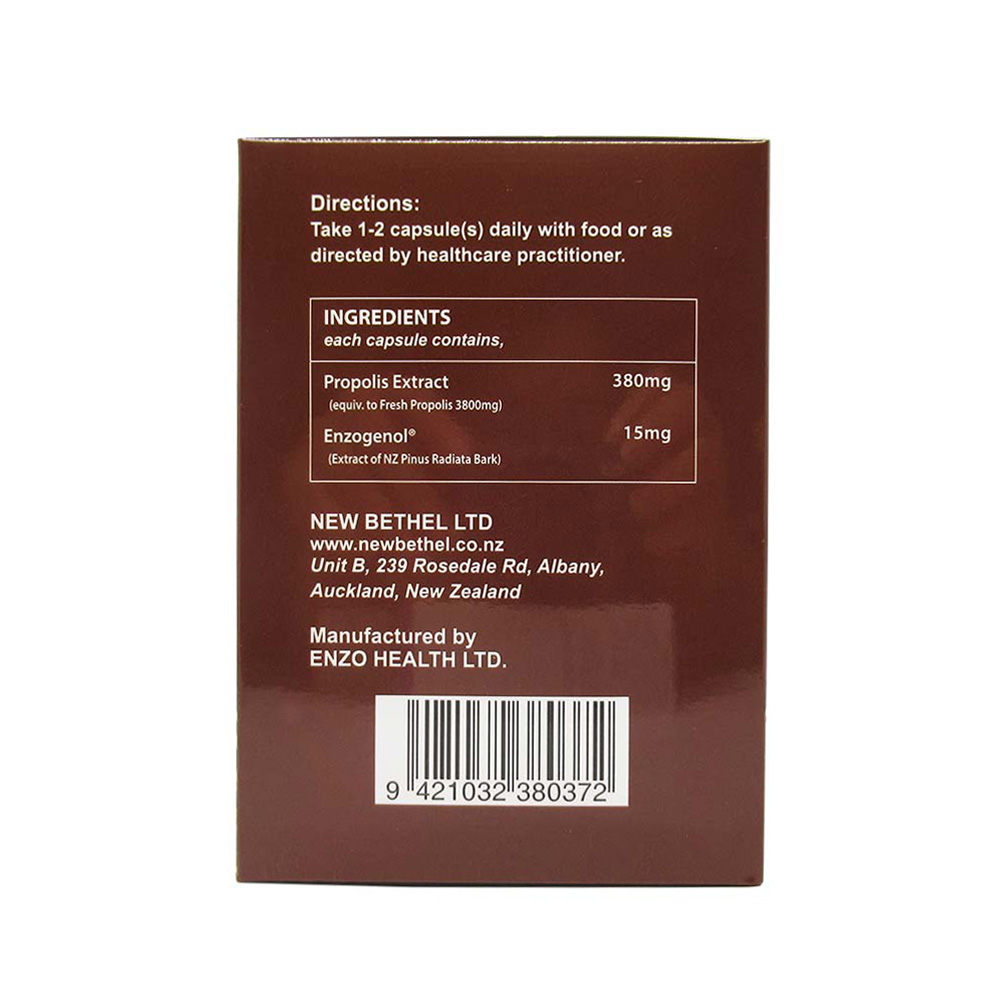 Directions:
Take 1-2 capsule(s) daily with food or as
directed by healthcare practitioner.
INGREDIENTS
each capsule contains,
Propolis Extract 380mg
(equiv. to Fresh Propolis 3800mg)
Enzogenol® 15mg
(Extract of NZ Pinus Radiata Bark)
NEW BETHEL LTD
www.newbethel.co.nz
Unit B, 239 Rosedale Rd, Albany,
Auckland, New Zealand
Manufactured by
ENZO HEALTH LTD.
9 421032 380372